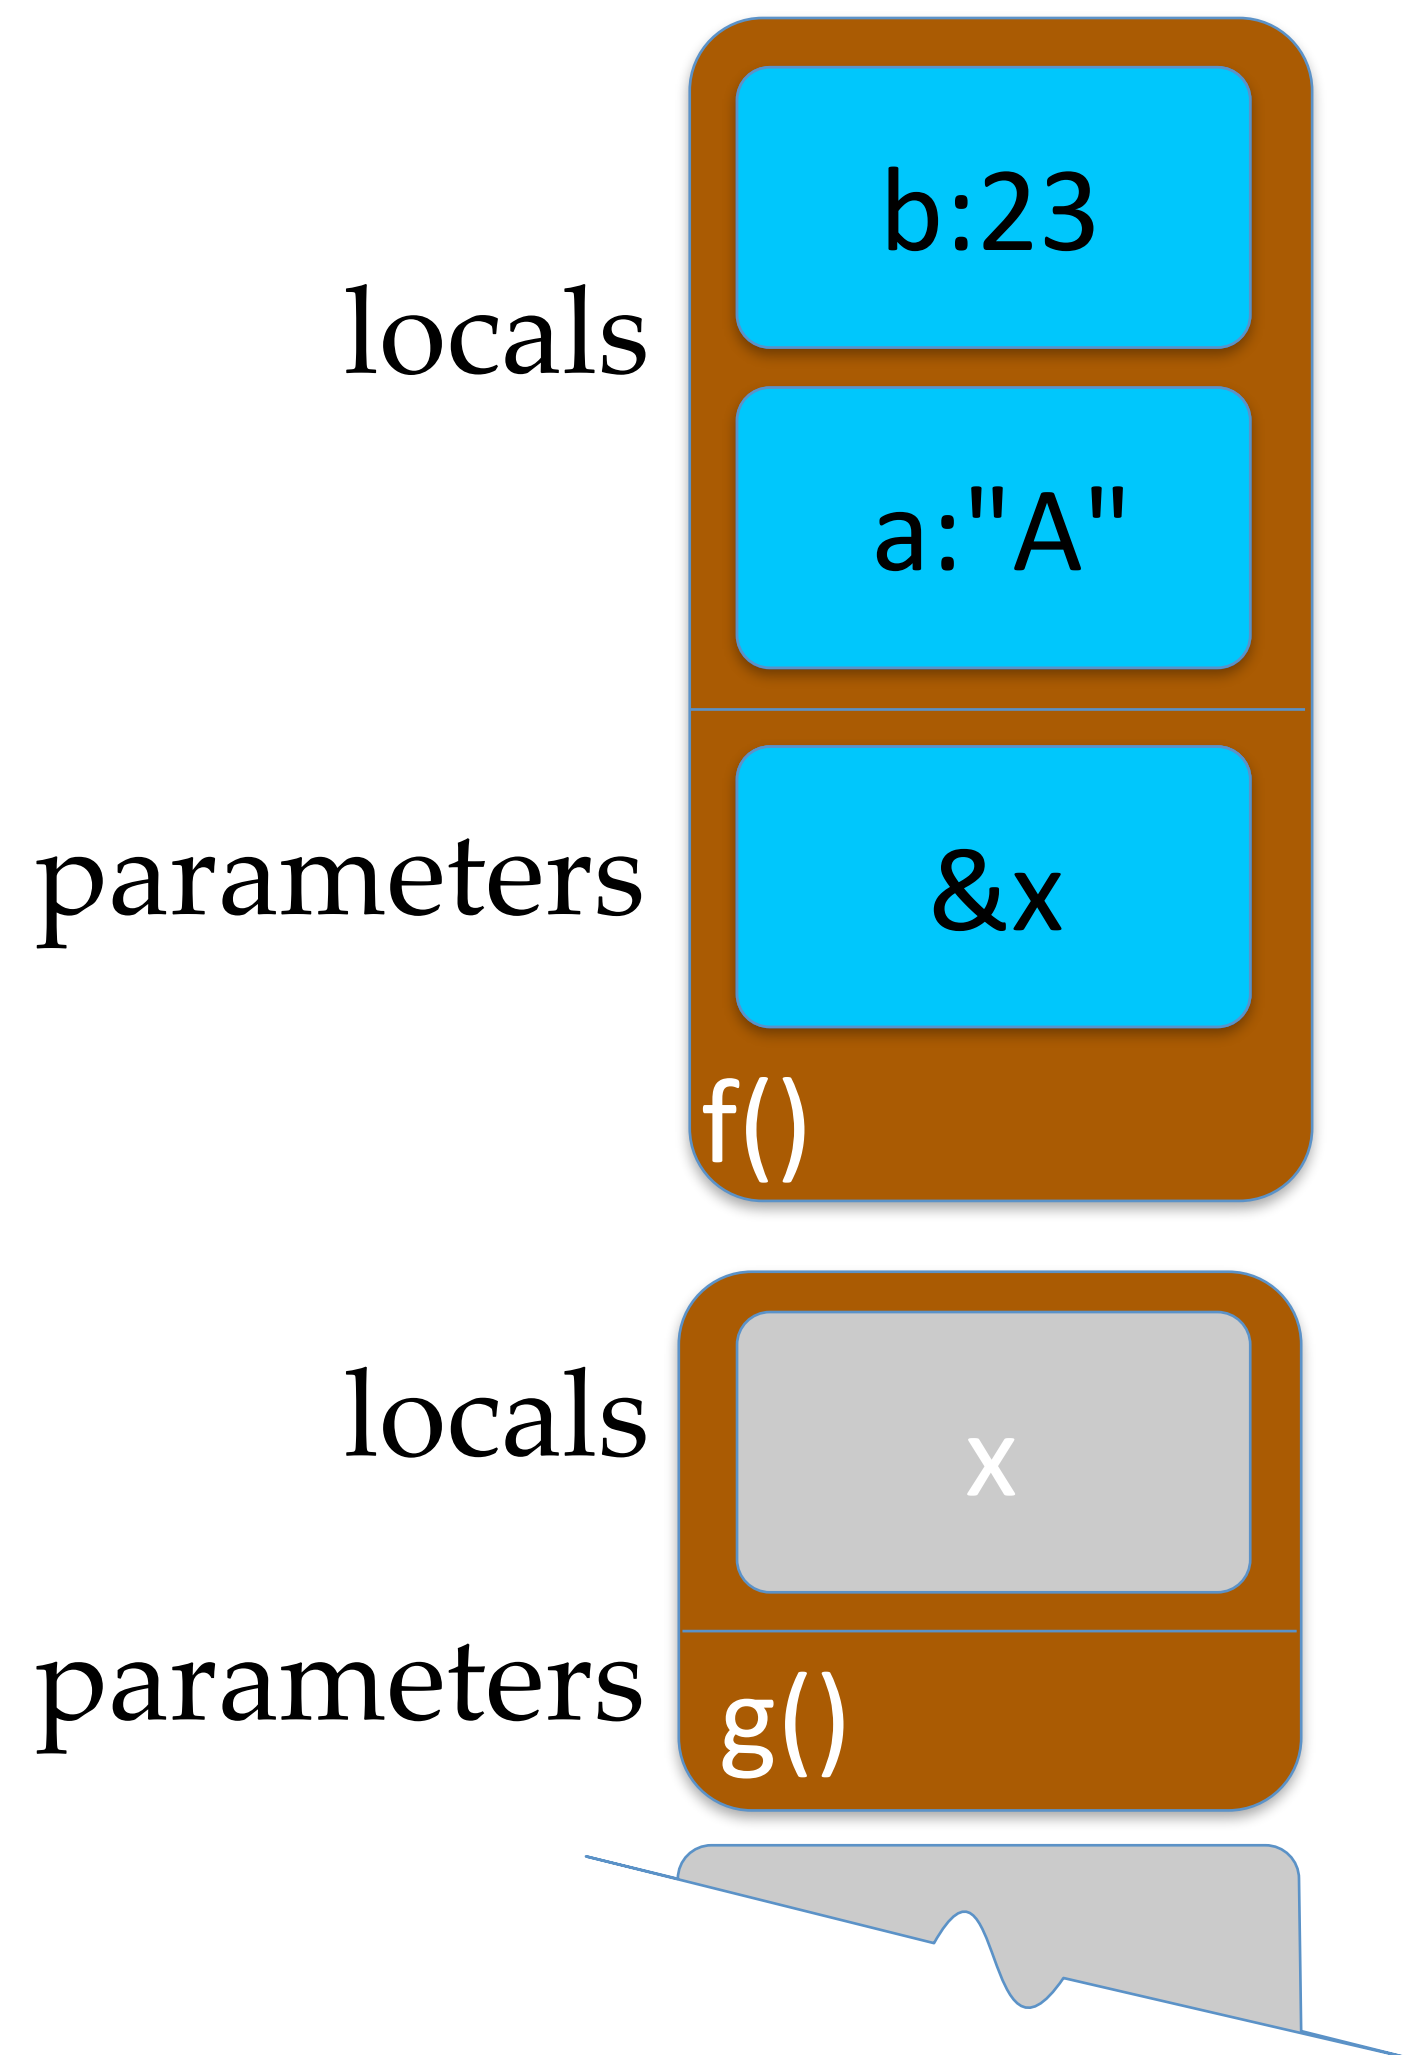 b:23
locals
a:"A"
parameters
&x
f()
locals
x
parameters
g()